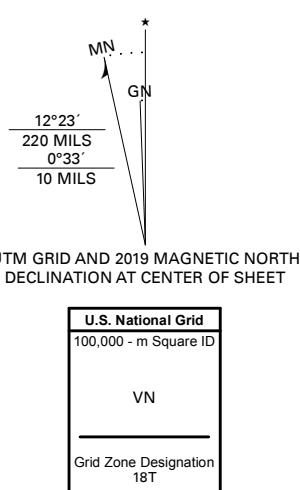 ★
MN
GN
12°23´
220 MILS
0°33´
10 MILS
UTM GRID AND 2019 MAGNETIC NORTH
DECLINATION AT CENTER OF SHEET
U.S. National Grid
100,000 - m Square ID
VN
Grid Zone Designation
18T